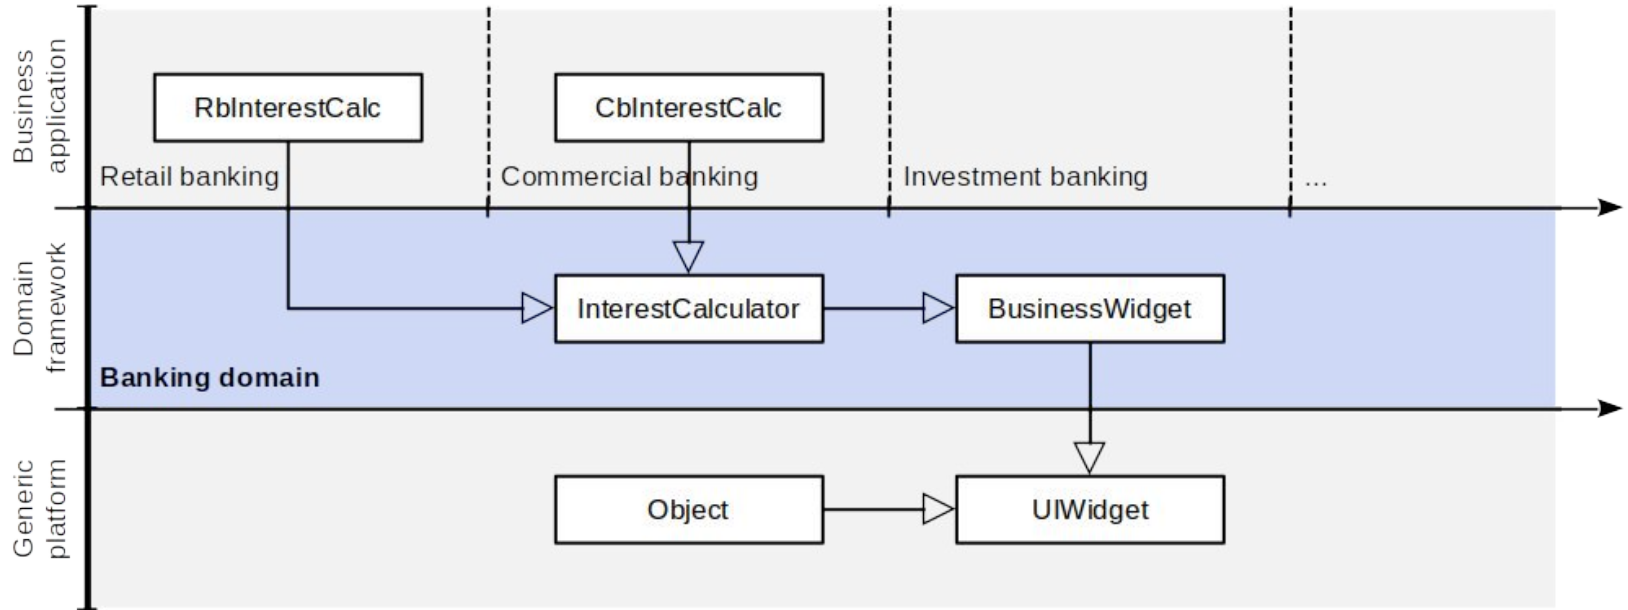 Business
application
RbInterestCalc
CbInterestCalc
Retail banking
Commercial banking
Investment banking
...
Domain
framework
InterestCalculator
BusinessWidget
Banking domain
Generic
platform
Object
UIWidget